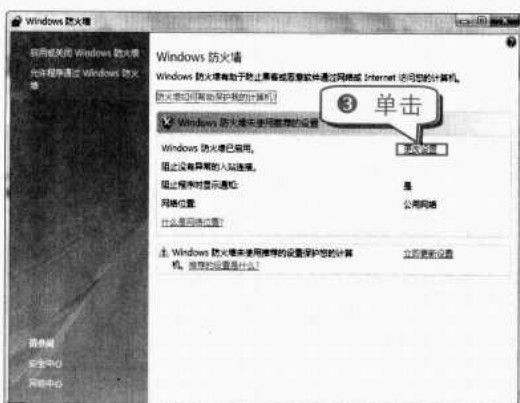 Windows 防火墙
启用或关闭 Windows 防火墙
允许程序通过 Windows 防火墙
请参阅
安全中心
网络中心
Windows 防火墙
Windows 防火墙有助于防止黑客或恶意软件通过网络或 Internet 访问您的计算机。
防火墙如何帮助保护我的计算机?
❸ 单击
Windows 防火墙未使用推荐的设置
Windows 防火墙已启用。
更改设置
阻止没有异常的入站连接。
阻止程序时显示通知: 是
网络位置: 公用网络
什么是网络位置?
Windows 防火墙未使用推荐的设置保护您的计算
机。推荐的设置是什么?
立即更新设置